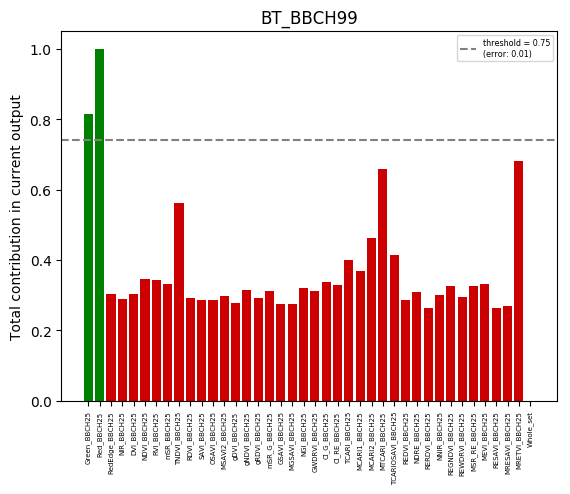 BT_BBCH99
threshold = 0.75
(error: 0.01)
Total contribution in current output
1.0
0.8
0.6
0.4
0.2
0.0
Green_BBCH25
Red_BBCH25
RedEdge_BBCH25
NIR_BBCH25
DVI_BBCH25
NDVI_BBCH25
RVI_BBCH25
mSR_BBCH25
TNDVI_BBCH25
RDVI_BBCH25
SAVI_BBCH25
OSAVI_BBCH25
MSAVI2_BBCH25
gDVI_BBCH25
gNDVI_BBCH25
gRDVI_BBCH25
mSR_G_BBCH25
GSAVI_BBCH25
MGSAVI_BBCH25
NGI_BBCH25
GWDRVI_BBCH25
CI_G_BBCH25
CI_RE_BBCH25
TCARI_BBCH25
MCARI1_BBCH25
MCARI2_BBCH25
MTCARI_BBCH25
TCARIOSAVI_BBCH25
REDVI_BBCH25
NDRE_BBCH25
RERDVI_BBCH25
NNIR_BBCH25
REGNDVI_BBCH25
REWDRVI_BBCH25
MSR_RE_BBCH25
MEVI_BBCH25
RESAVI_BBCH25
MRESAVI_BBCH25
MRETVI_BBCH25
Whole_set